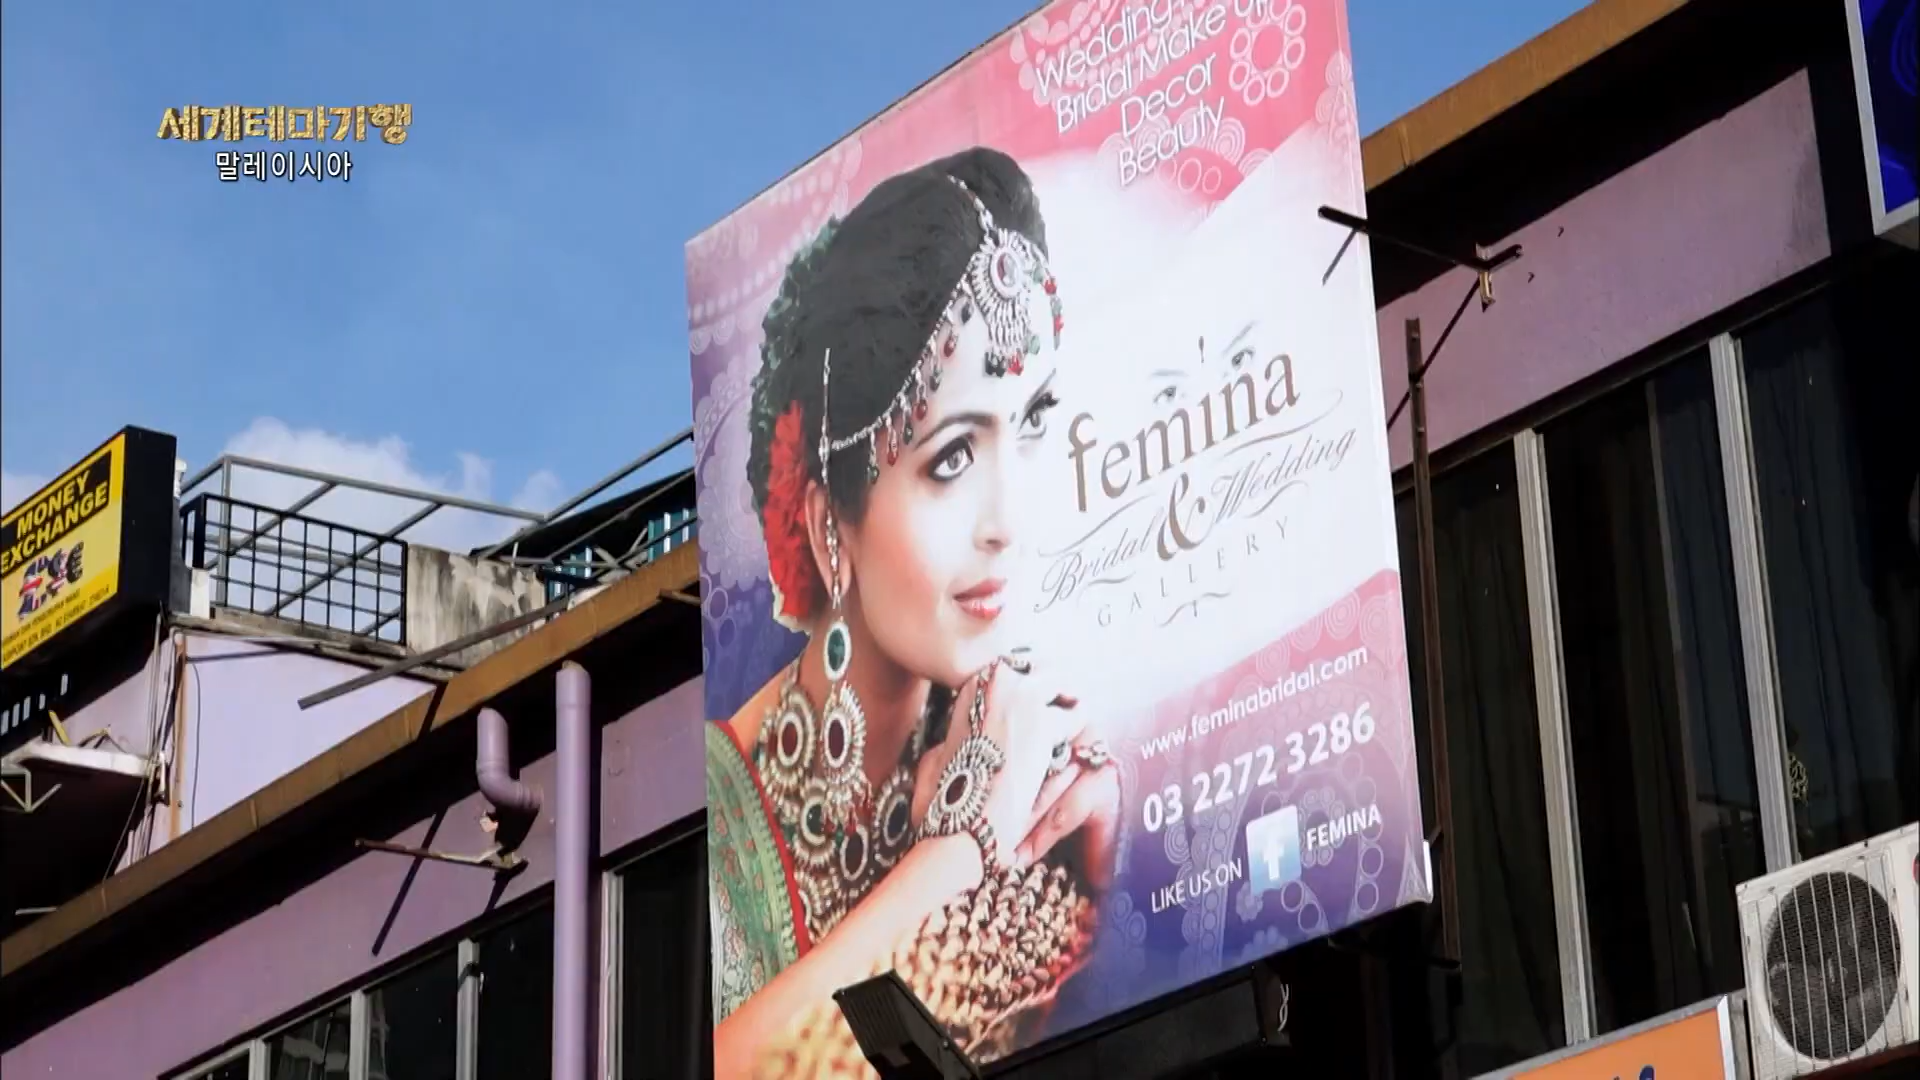 세계테마기행
말레이시아
Wedding
Bridal Make Up
Decor
Beauty
femina
Bridal & Wedding
GALLERY
www.feminabridal.com
03 2272 3286
LIKE US ON f FEMINA
MONEY
EXCHANGE